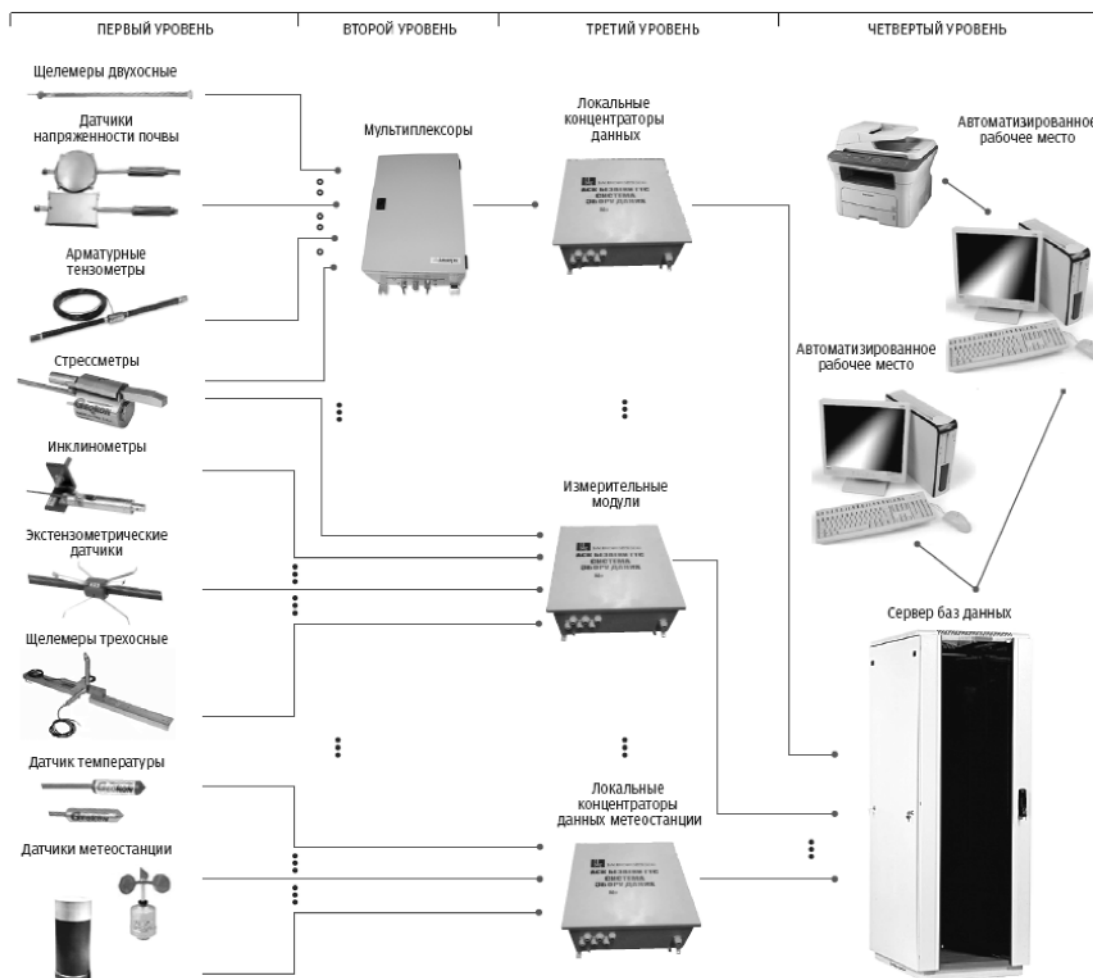 ПЕРВЫЙ УРОВЕНЬ
ВТОРОЙ УРОВЕНЬ
ТРЕТИЙ УРОВЕНЬ
ЧЕТВЕРТЫЙ УРОВЕНЬ
Щелемеры двухосные
Датчики
напряженности почвы
Арматурные
тензометры
Стрессметры
Инклинометры
Экстензометрические
датчики
Щелемеры трехосные
Датчик температуры
Датчики метеостанции
Мультиплексоры
Локальные
концентраторы
данных
Измерительные
модули
Локальные
концентраторы
данных метеостанции
Автоматизированное
рабочее место
Автоматизированное
рабочее место
Сервер баз данных